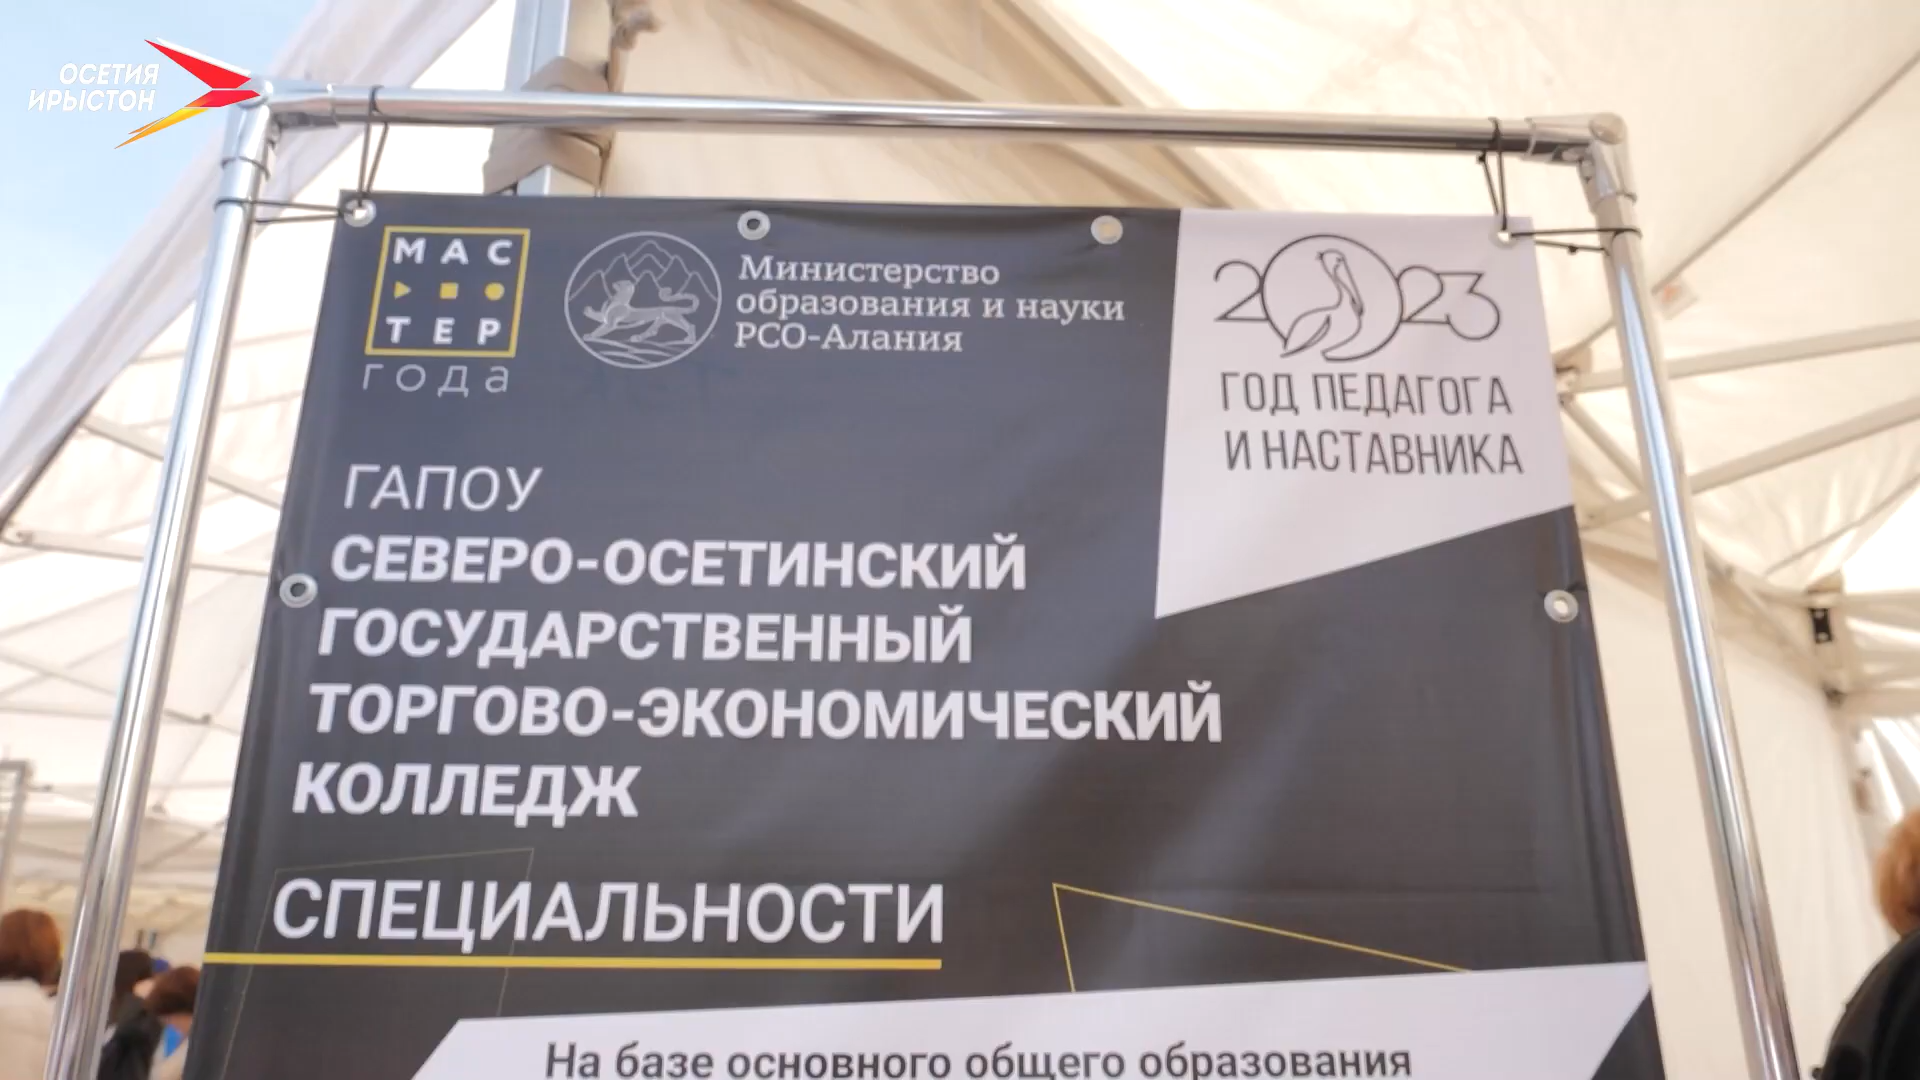 ОСЕТИЯ
ИРЫСТОН
МАС
ТЕР
года
Министерство
образования и науки
РСО-Алания
2023
ГОД ПЕДАГОГА
И НАСТАВНИКА
ГАПОУ
СЕВЕРО-ОСЕТИНСКИЙ
ГОСУДАРСТВЕННЫЙ
ТОРГОВО-ЭКОНОМИЧЕСКИЙ
КОЛЛЕДЖ
СПЕЦИАЛЬНОСТИ
На базе основного общего образования